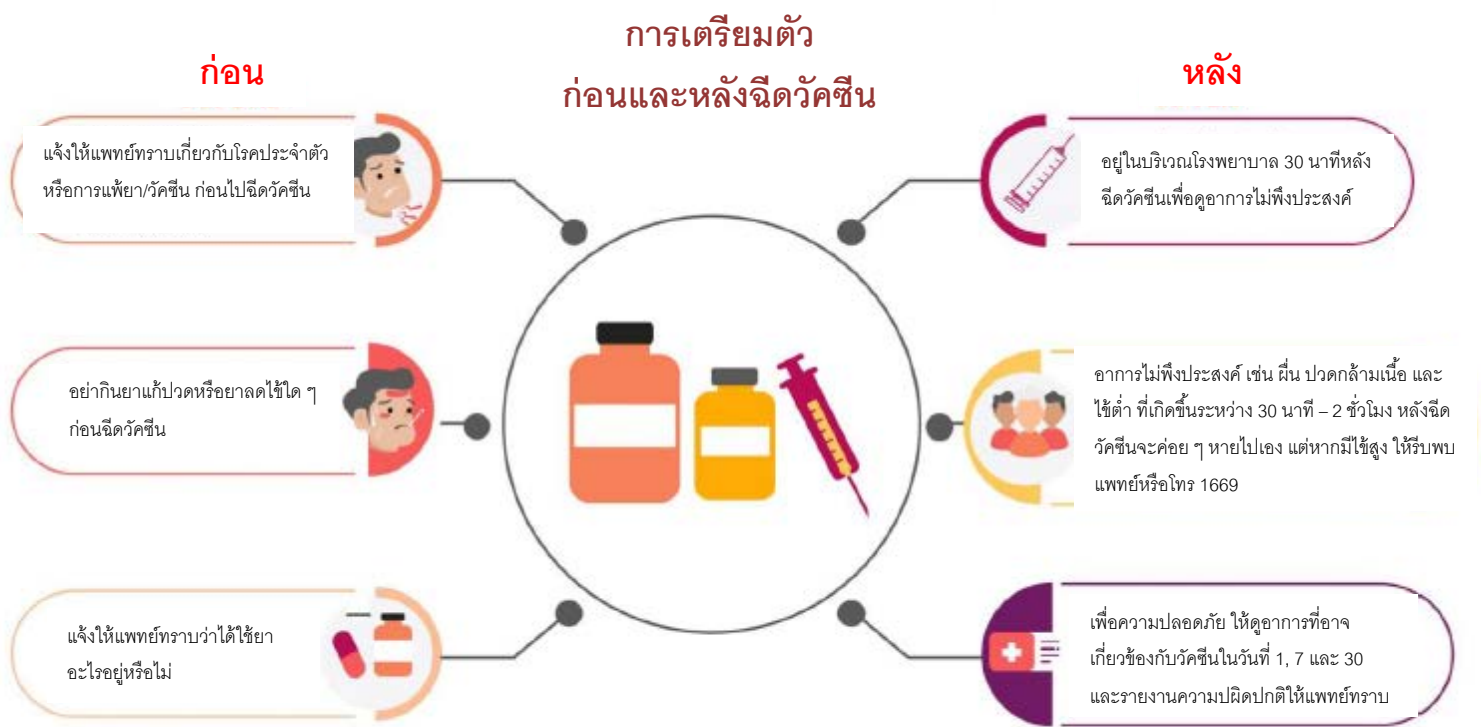 การเตรียมตัว
ก่อนและหลังฉีดวัคซีน
ก่อน
แจ้งให้แพทย์ทราบเกี่ยวกับโรคประจำตัว
หรือการแพ้ยา/วัคซีน ก่อนไปฉีดวัคซีน
อย่ากินยาแก้ปวดหรือยาลดไข้ใด ๆ
ก่อนฉีดวัคซีน
แจ้งให้แพทย์ทราบว่าได้ใช้ยา
อะไรอยู่หรือไม่
หลัง
อยู่ในบริเวณโรงพยาบาล 30 นาทีหลัง
ฉีดวัคซีนเพื่อดูอาการไม่พึงประสงค์
อาการไม่พึงประสงค์ เช่น ผื่น ปวดกล้ามเนื้อ และ
ไข้ต่ำ ที่เกิดขึ้นระหว่าง 30 นาที – 2 ชั่วโมง หลังฉีด
วัคซีนจะค่อย ๆ หายไปเอง แต่หากมีไข้สูง ให้รีบพบ
แพทย์หรือโทร 1669
เพื่อความปลอดภัย ให้ดูอาการที่อาจ
เกี่ยวข้องกับวัคซีนในวันที่ 1, 7 และ 30
และรายงานความปผิดปกติให้แพทย์ทราบ